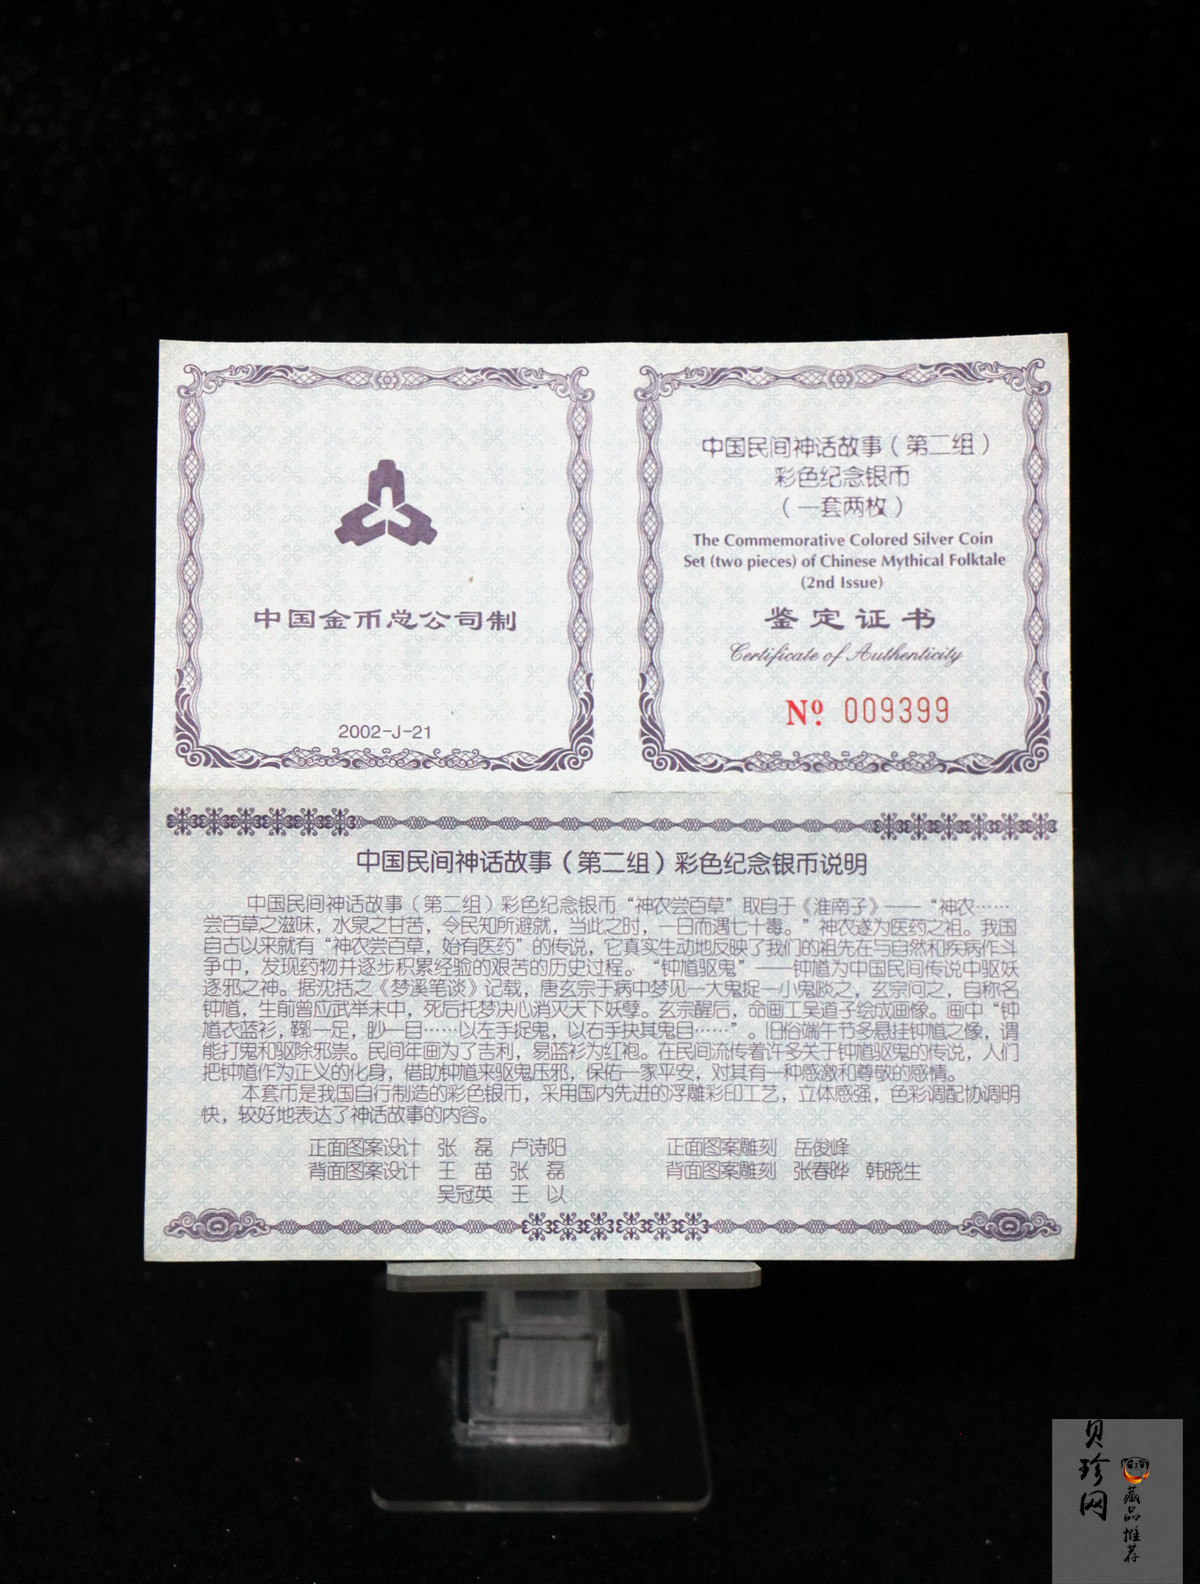 中国金币总公司制
2002-J-21
中国民间神话故事（第二组）
彩色纪念银币
（一套两枚）
The Commemorative Colored Silver Coin
Set (two pieces) of Chinese Mythical Folktale
(2nd Issue)
鉴定证书
Certificate of Authenticity
Nº. 009399
中国民间神话故事（第二组）彩色纪念银币说明
中国民间神话故事（第二组）彩色纪念银币“神农尝百草”取自于《淮南子》——“神农……
尝百草之滋味，水泉之甘苦，令民知所避就，当此之时，一日而遇七十毒。”神农遂为医药之祖。我国
自古以来就有“神农尝百草，始有医药”的传说，它真实生动地反映了我们的祖先在与自然和疾病作斗
争中，发现药物并逐步积累经验的艰苦的历史过程。“钟馗驱鬼”——钟馗为中国民间传说中驱妖
逐邪之神。据沈括之《梦溪笔谈》记载，唐玄宗于病中梦见一大鬼捉一小鬼啖之，玄宗问之，自称名
钟馗，生前曾应武举未中，死后托梦决心消灭天下妖孽。玄宗醒后，命画工吴道子绘成画像。画中“钟
馗衣蓝衫，鞹一足，眇一目……以左手捉鬼，以右手抉其鬼目……”。旧俗端午节多悬挂钟馗之像，谓
能打鬼和驱除邪祟。民间年画为了吉利，易蓝衫为红袍。在民间流传着许多关于钟馗驱鬼的传说，人们
把钟馗作为正义的化身，借助钟馗来驱鬼压邪，保佑一家平安，对其有一种感激和尊敬的感情。
本套币是我国自行制造的彩色银币，采用国内先进的浮雕彩印工艺，立体感强，色彩调配协调明
快，较好地表达了神话故事的内容。
正面图案设计 张 磊 卢诗阳 正面图案雕刻 岳俊峰
背面图案设计 王 苗 张 磊 背面图案雕刻 张春晔 韩晓生
吴冠英 王 以
贝珍网
藏品推荐